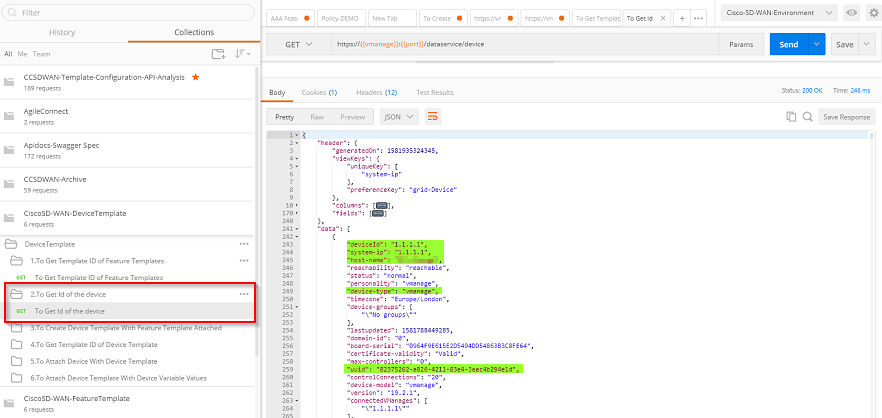 Filter
History
Collections
All Me Team
CCSDWAN-Template-Configuration-API-Analysis
189 requests
AgileConnect
2 requests
Apidocs-Swagger Spec
172 requests
CCSDWAN-Archive
59 requests
CiscoSD-WAN-DeviceTemplate
6 requests
DeviceTemplate
1.To Get Template ID of Feature Templates
GET To Get Template ID of Feature Templates
2.To Get Id of the device
GET To Get Id of the device
3.To Create Device Template With Feature Template Attached
4.To Get Template ID of Device Template
5.To Attach Device With Device Template
6.To Attach Device Template With Device Variable Values
CiscoSD-WAN-FeatureTemplate
6 requests
AAA Feat
Policy-DEMO
New Tab
To Create
https://vr
https://vn
To Get Templat
To Get Id
Cisco-SD-WAN-Environment
GET
https://{{vmanage}}:{{port}}/dataservice/device
Params
Send
Save
Body
Cookies (1)
Headers (12)
Test Results
Status: 200 OK
Time: 246 ms
Pretty
Raw
Preview
JSON
Save Response
1 {
2 "header": {
3 "generatedOn": 1581935324345,
4 "viewKeys": {
5 "uniqueKey": [
6 "system-ip"
7 ],
8 "preferenceKey": "grid-Device"
9 },
10 "columns": [],
170 "fields": []
240 },
241 "data": [
242 {
243 "deviceId": "1.1.1.1",
244 "system-ip": "1.1.1.1",
245 "host-name":
246 "reachability": "reachable",
247 "status": "normal",
248 "personality": "vmanage",
249 "device-type": "vmanage",
250 "timezone": "Europe/London",
251 "device-groups": [
252 "\"No groups\""
253 ],
254 "lastupdated": 1581788449285,
255 "domain-id": "0",
256 "board-serial": "0964F9E615E2D5494DD54863B3C8FE64",
257 "certificate-validity": "Valid",
258 "max-controllers": "0",
259 "uuid": "82375262-a826-4211-83e4-3eac4b294e1d",
260 "controlConnections": "20",
261 "device-model": "vmanage",
262 "version": "19.2.1",
263 "connectedVManages": [
264 "\"1.1.1.1\""
265 ],